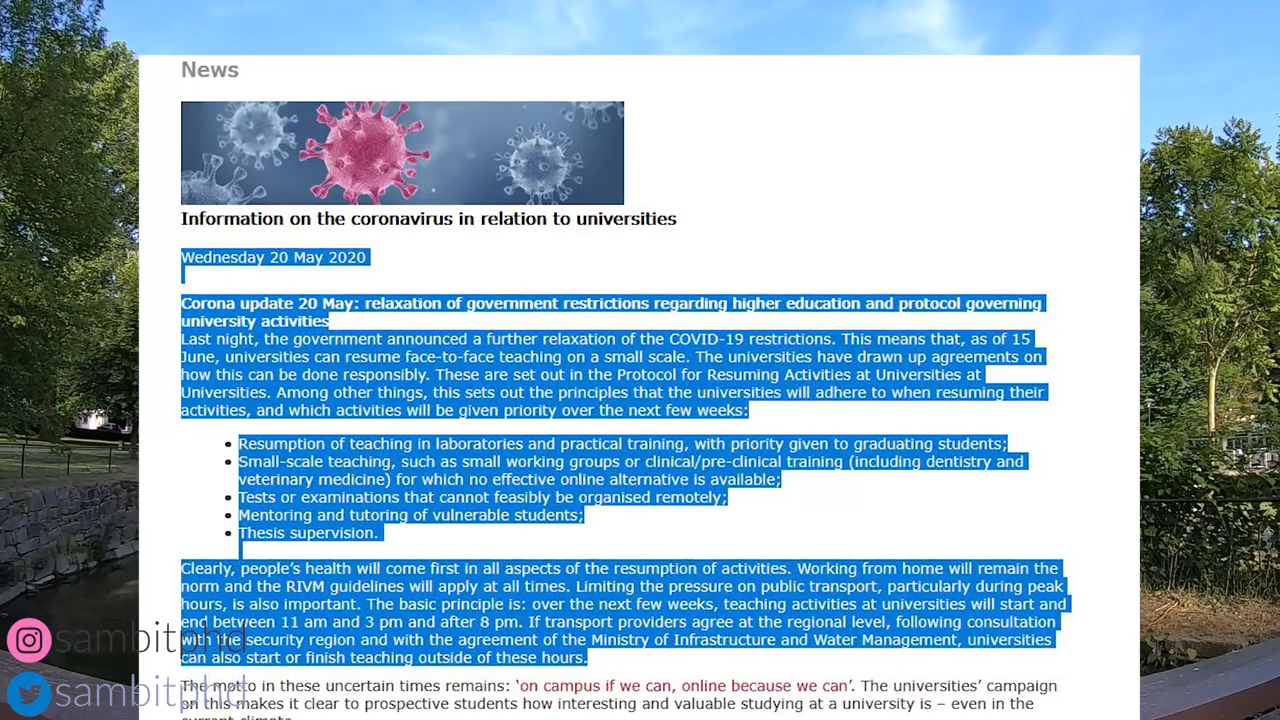 News
Information on the coronavirus in relation to universities
Wednesday 20 May 2020
Corona update 20 May: relaxation of government restrictions regarding higher education and protocol governing
university activities
Last night, the government announced a further relaxation of the COVID-19 restrictions. This means that, as of 15
June, universities can resume face-to-face teaching on a small scale. The universities have drawn up agreements on
how this can be done responsibly. These are set out in the Protocol for Resuming Activities at Universities at
Universities. Among other things, this sets out the principles that the universities will adhere to when resuming their
activities, and which activities will be given priority over the next few weeks:
• Resumption of teaching in laboratories and practical training, with priority given to graduating students;
• Small-scale teaching, such as small working groups or clinical/pre-clinical training (including dentistry and
veterinary medicine) for which no effective online alternative is available;
• Tests or examinations that cannot feasibly be organised remotely;
• Mentoring and tutoring of vulnerable students;
• Thesis supervision.
Clearly, people's health will come first in all aspects of the resumption of activities. Working from home will remain the
norm and the RIVM guidelines will apply at all times. Limiting the pressure on public transport, particularly during peak
hours, is also important. The basic principle is: over the next few weeks, teaching activities at universities will start and
end between 11 am and 3 pm and after 8 pm. If transport providers agree at the regional level, following consultation
with the security region and with the agreement of the Ministry of Infrastructure and Water Management, universities
can also start or finish teaching outside of these hours.
The motto in these uncertain times remains: 'on campus if we can, online because we can'. The universities' campaign
on this makes it clear to prospective students how interesting and valuable studying at a university is – even in the
current climate.
sambitphd
sambitphd